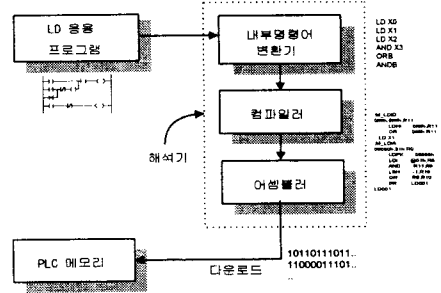 LD 응용
프로그램
내부명령어
변환기
LD X0
LD X1
LD X2
AND X3
ORB
ANDB
컴파일러
해석기
어셈블러
LD X1
PLC 메모리
다운로드
10110111011..
11000011101..
..